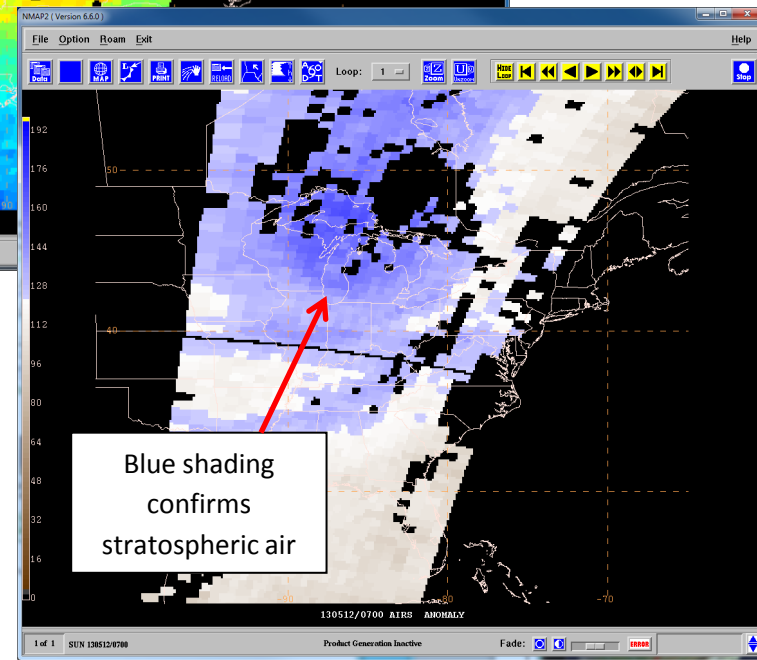 NMAP2 ( Version 6.6.0 )
File Option Roam Exit Help
Data MAP PRINT RELOAD Loop: 1 Zoom Unzoom HIDE Loop Stop
192
176
160
144
128
112
96
80
64
48
32
16
0
50
40
-90 -80 -70
90
Blue shading
confirms
stratospheric air
130512/0700 AIRS ANOMALY
1 of 1 SUN 130512/0700 Product Generation Inactive Fade: ERROR